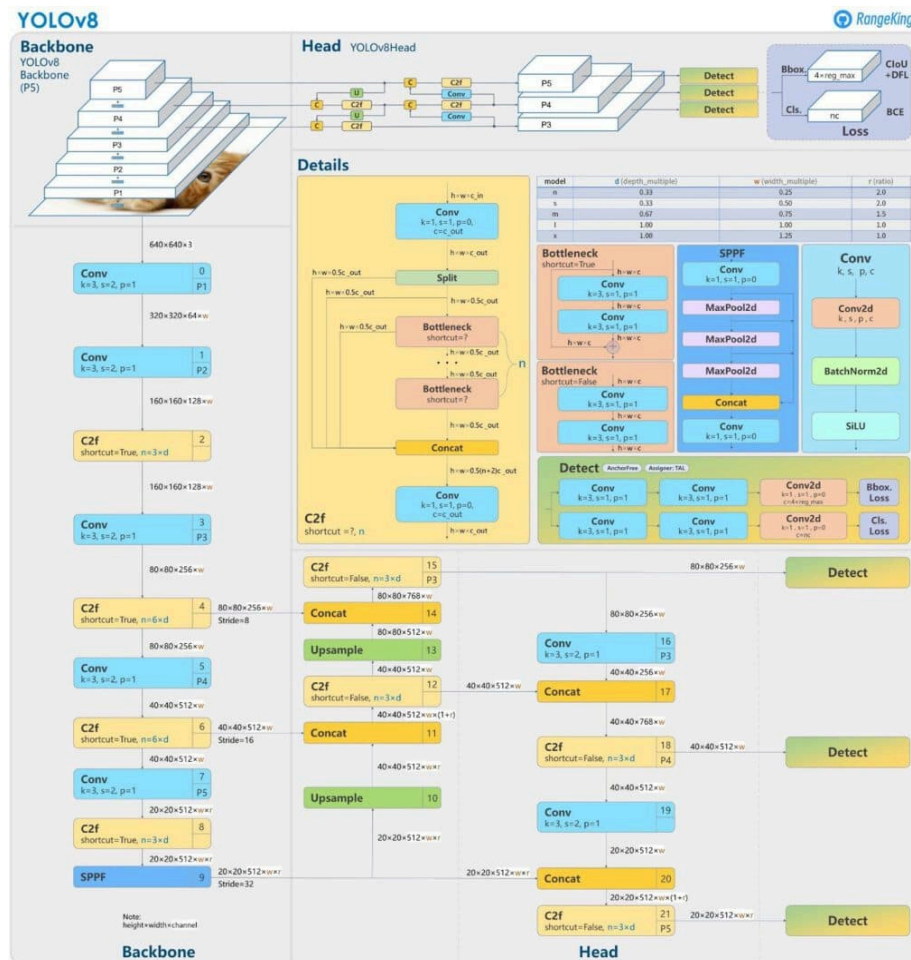 YOLOv8
RangeKing
Backbone
YOLOv8
Backbone
(P5)
P5
P4
P3
P2
P1
Head YOLOv8Head
C
U
C
C2f
U
C
C2f
C
C2f
Conv
C
C2f
Conv
P5
P4
P3
Detect
Detect
Detect
Bbox.
4×reg_max
CIoU
+DFL
Cls.
nc
BCE
Loss
640×640×3
Conv
k=3, s=2, p=1
0
P1
320×320×64×w
Conv
k=3, s=2, p=1
1
P2
160×160×128×w
C2f
shortcut=True, n=3×d
2
160×160×128×w
Conv
k=3, s=2, p=1
3
P3
80×80×256×w
C2f
shortcut=True, n=6×d
4
80×80×256×w
Stride=8
80×80×256×w
Conv
k=3, s=2, p=1
5
P4
40×40×512×w
C2f
shortcut=True, n=6×d
6
40×40×512×w
Stride=16
40×40×512×w
Conv
k=3, s=2, p=1
7
P5
20×20×512×w×r
C2f
shortcut=True, n=3×d
8
20×20×512×w×r
SPPF
9
20×20×512×w×r
Stride=32
Note:
height×width×channel
Backbone
Details
h=w=c_in
Conv
k=1, s=1, p=0,
c=c_out
h=w=c_out
Split
h=w×0.5c_out
h=w×0.5c_out
h=w×0.5c_out
h=w×0.5c_out
Bottleneck
shortcut=?
h=w×0.5c_out
• • •
h=w×0.5c_out
Bottleneck
shortcut=?
n
h=w×0.5c_out
Concat
h=w×0.5(n+2)c_out
Conv
k=1, s=1, p=0,
c=c_out
h=w×c_out
C2f
shortcut =?, n
model d (depth_multiple) w (width_multiple) r (ratio)
n 0.33 0.25 2.0
s 0.33 0.50 2.0
m 0.67 0.75 1.5
l 1.00 1.00 1.0
x 1.00 1.25 1.0
Bottleneck
shortcut=True
h=w=c
Conv
k=3, s=1, p=1
h=w=c
Conv
k=3, s=1, p=1
h=w=c
h=w=c
Bottleneck
shortcut=False
h=w=c
Conv
k=3, s=1, p=1
h=w=c
Conv
k=3, s=1, p=1
h=w=c
SPPF
Conv
k=1, s=1, p=0
MaxPool2d
MaxPool2d
MaxPool2d
Concat
Conv
k=1, s=1, p=0
Conv
k, s, p, c
Conv2d
k, s, p, c
BatchNorm2d
SiLU
Detect
AnchorFree
Assigner: TAL
Conv
k=3, s=1, p=1
Conv
k=3, s=1, p=1
Conv2d
k=1, s=1, p=0
c=4×reg_max
Bbox.
Loss
Conv
k=3, s=1, p=1
Conv
k=3, s=1, p=1
Conv2d
k=1, s=1, p=0
c=nc
Cls.
Loss
C2f
shortcut=False, n=3×d
15
P3
80×80×256×w
Detect
80×80×768×w
Concat
14
80×80×512×w
Upsample
13
40×40×512×w
C2f
shortcut=False, n=3×d
12
40×40×512×w
40×40×512×w×(1+r)
Concat
11
40×40×512×w×r
Upsample
10
20×20×512×w×r
80×80×256×w
Conv
k=3, s=2, p=1
16
P3
40×40×256×w
Concat
17
40×40×768×w
C2f
shortcut=False, n=3×d
18
P4
40×40×512×w
Detect
40×40×512×w
Conv
k=3, s=2, p=1
19
20×20×512×w
20×20×512×w×r
Concat
20
20×20×512×w×(1+r)
C2f
shortcut=False, n=3×d
21
P5
20×20×512×w×r
Detect
Head